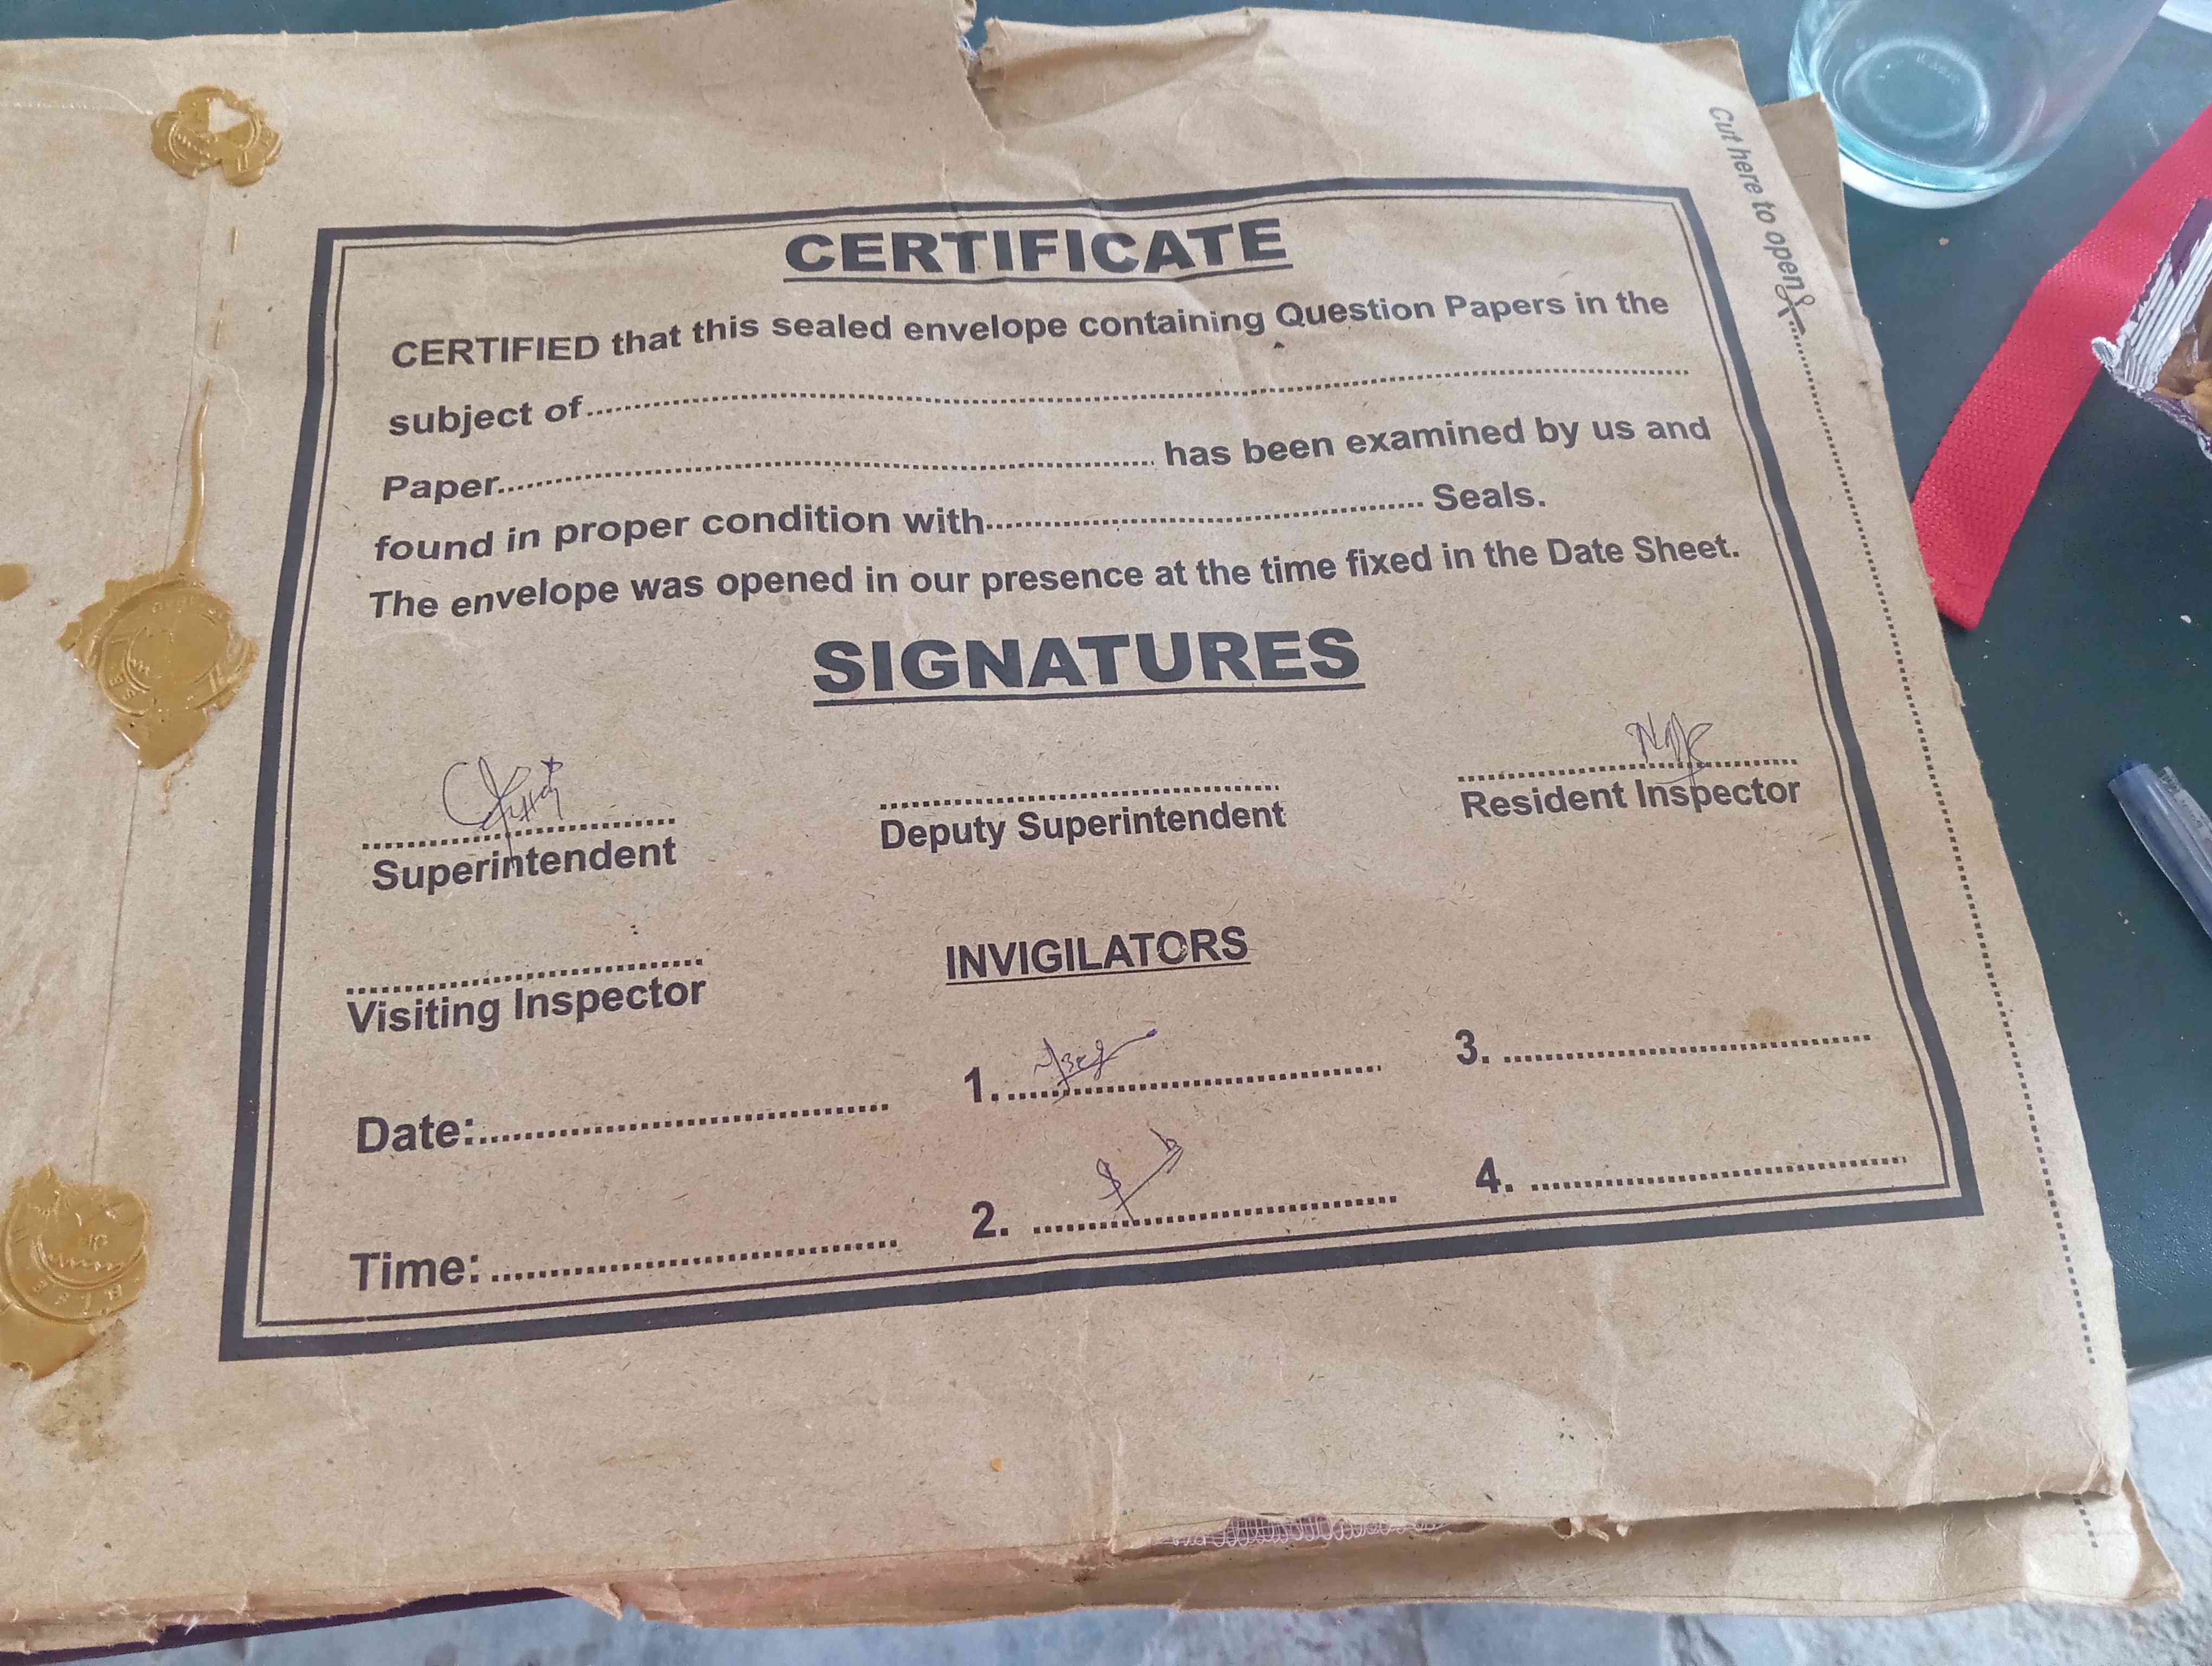 Cut here to open
CERTIFICATE
CERTIFIED that this sealed envelope containing Question Papers in the
subject of........................................
Paper........................................ has been examined by us and
found in proper condition with........................................ Seals.
The envelope was opened in our presence at the time fixed in the Date Sheet.
SIGNATURES
Superintendent
Deputy Superintendent
Resident Inspector
Visiting Inspector
INVIGILATORS
Date:........................................
1. ........................................
3. ........................................
Time:........................................
2. ........................................
4. ........................................